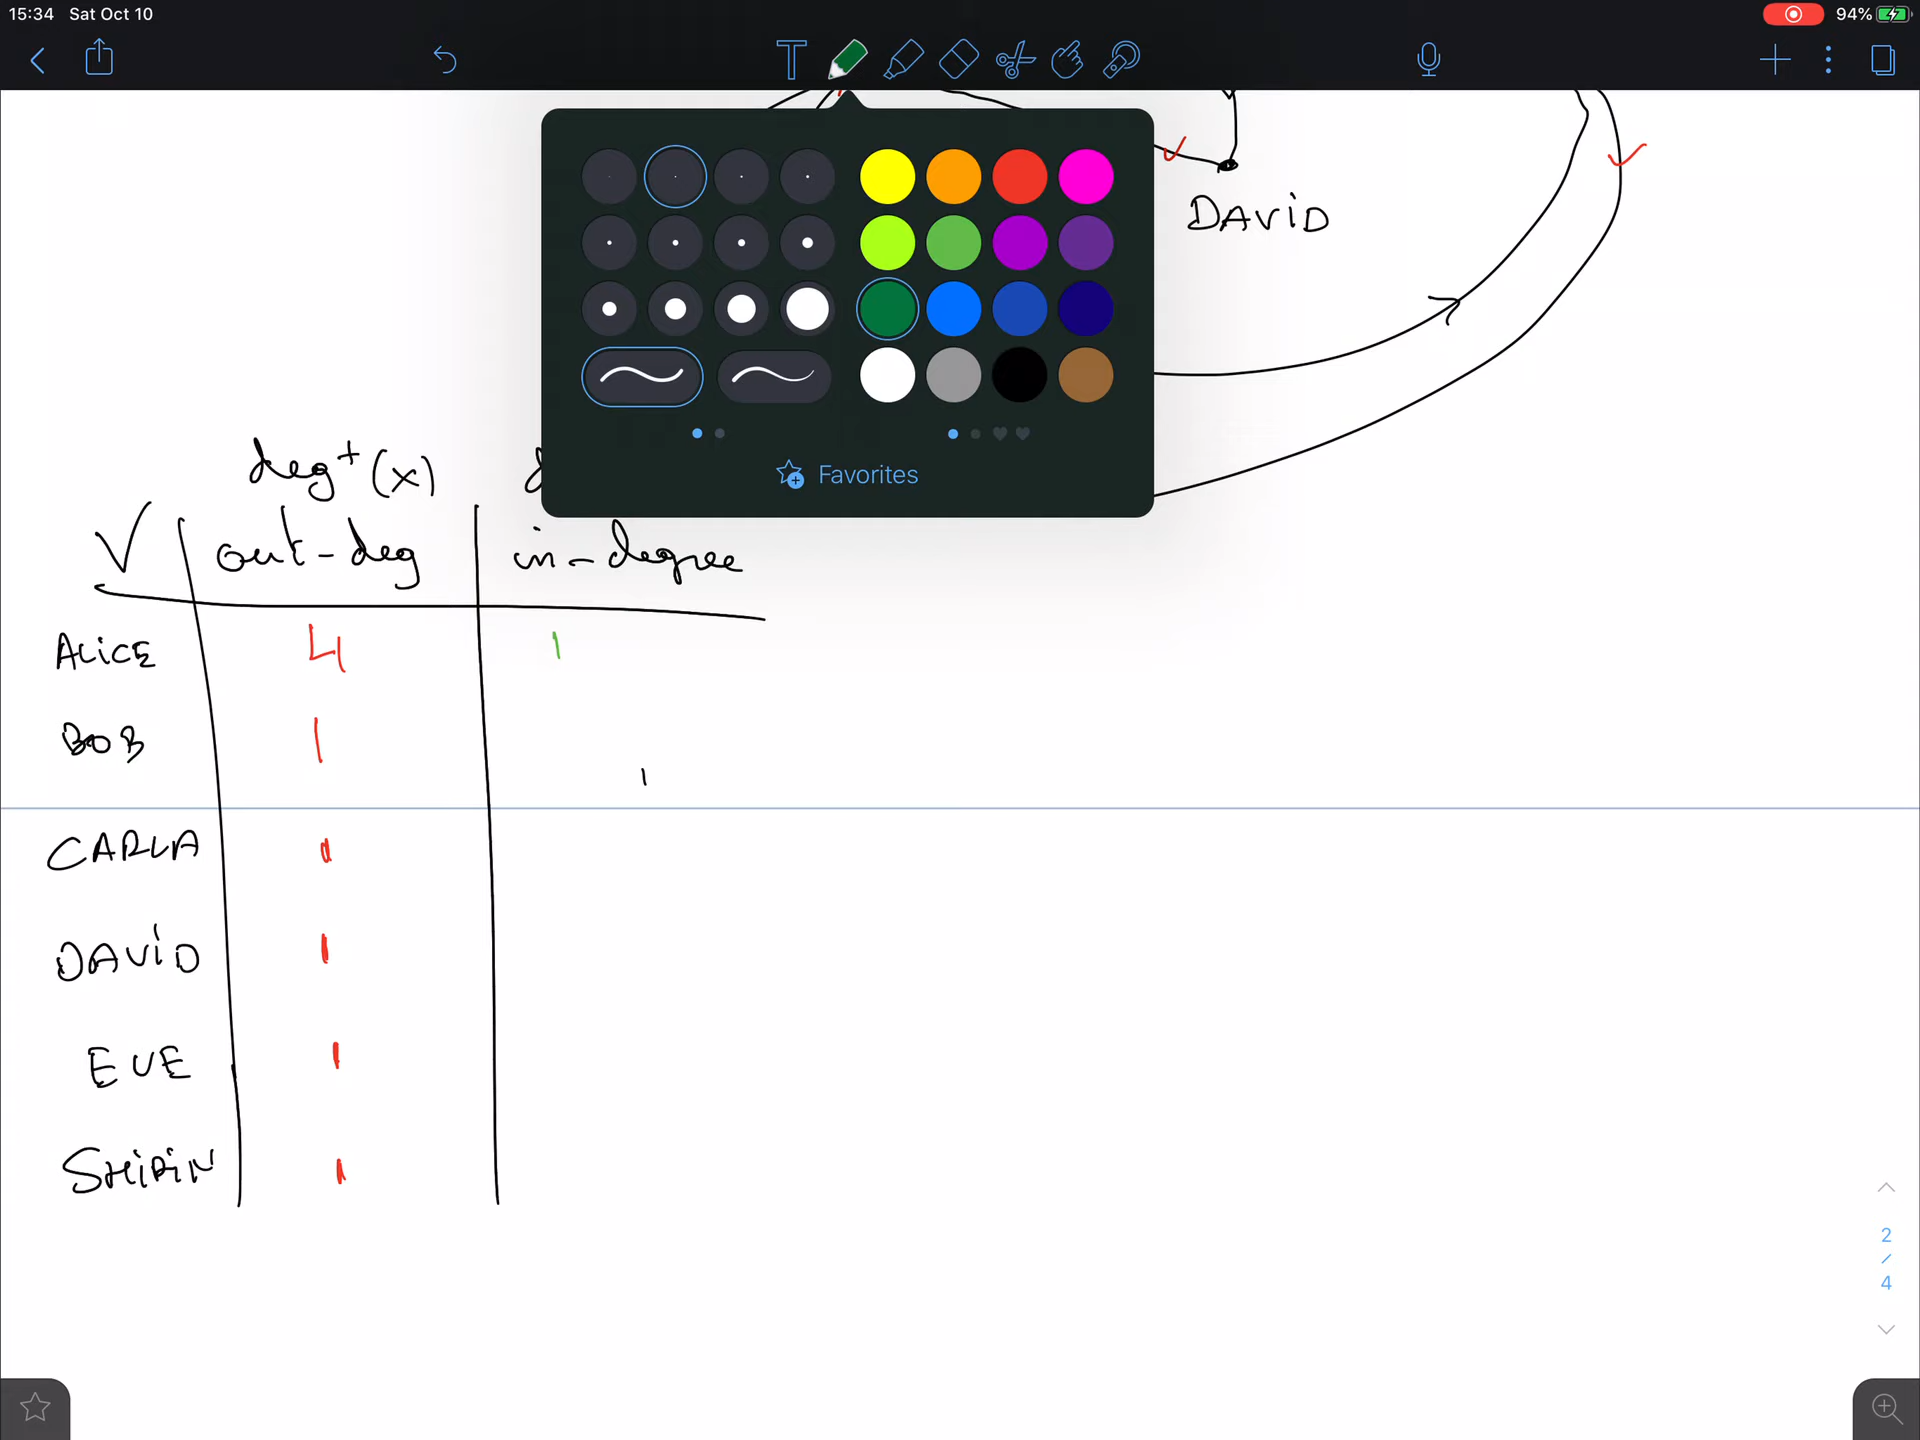 15:34 Sat Oct 10 94%
DAViD
Favorites
deg⁺(x)
V out-deg in-degree
ALiCE 4 1
BOB 1
CARLA 1
DAViD 1
EVE 1
SHiRiN 1
2
/
4